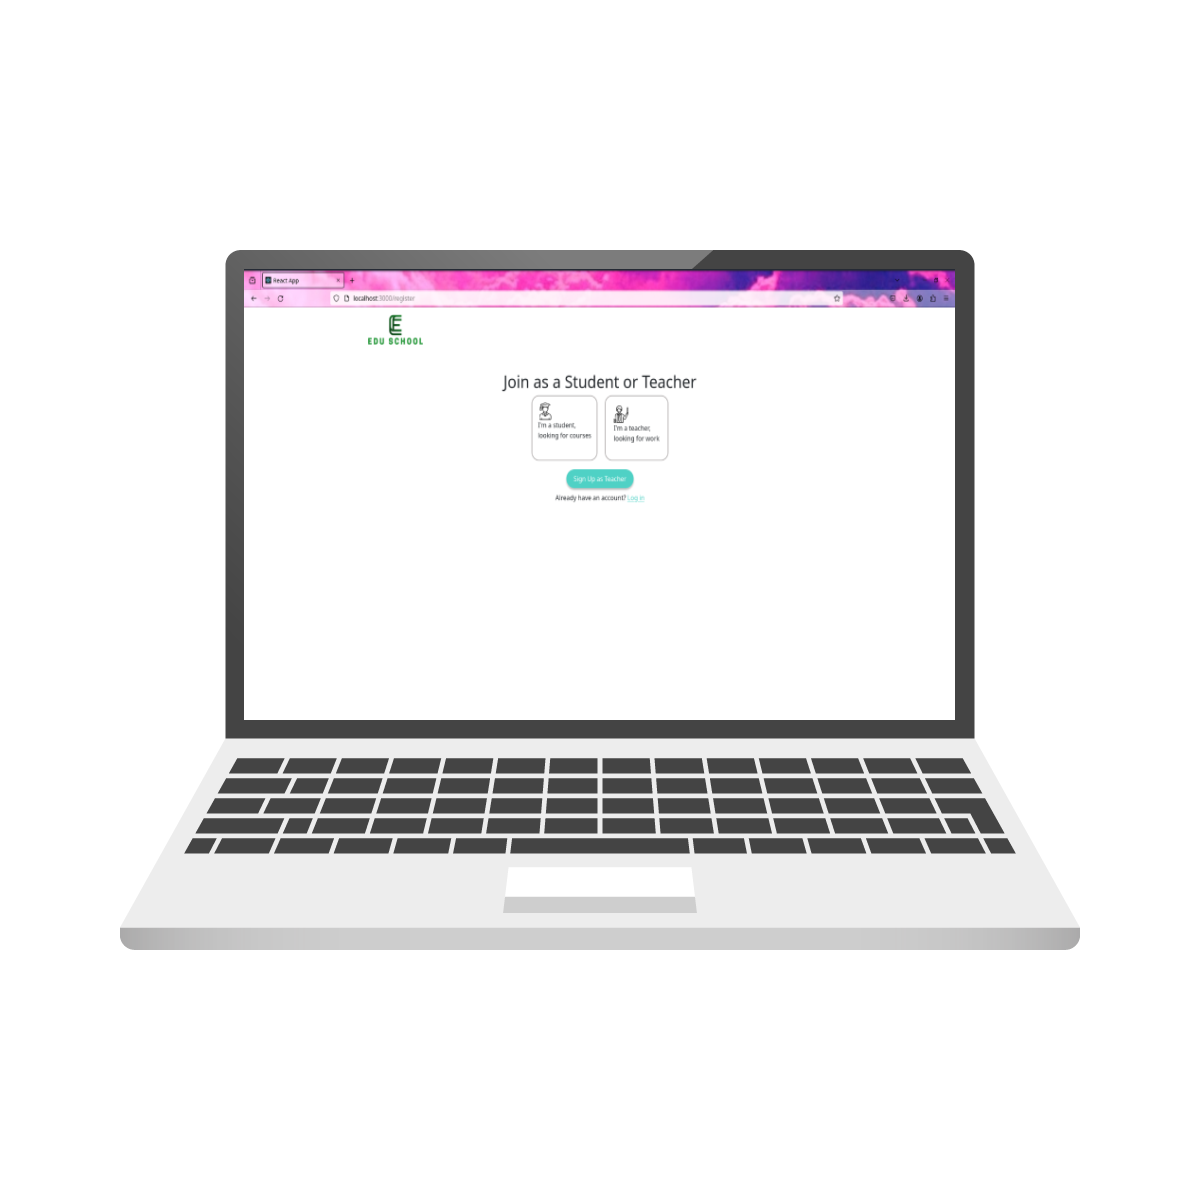 React App
localhost:3000/register
EDU SCHOOL
Join as a Student or Teacher
I'm a student,
looking for courses
I'm a teacher,
looking for work
Sign Up as Teacher
Already have an account? Log in